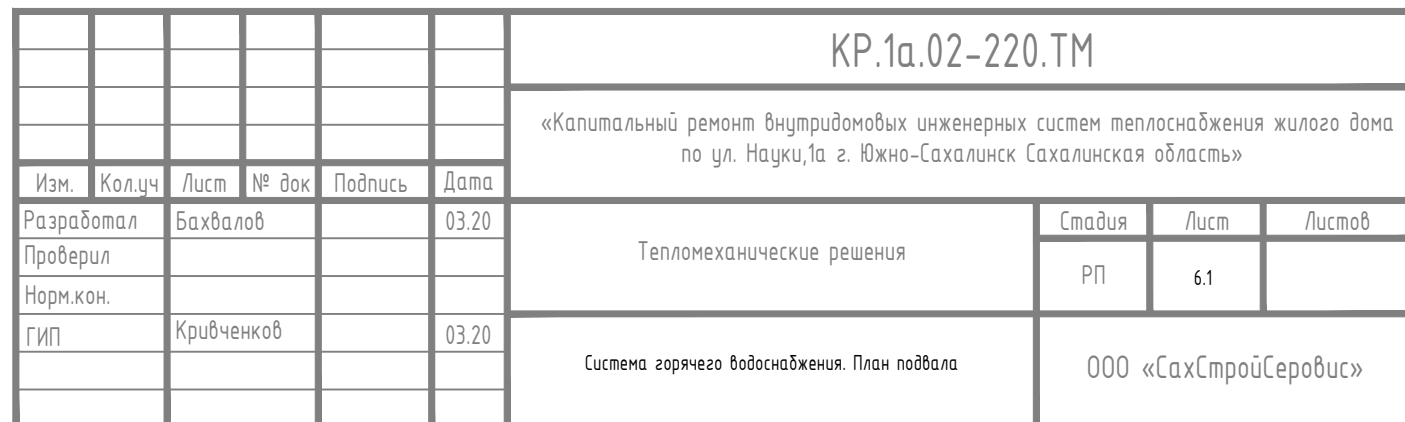 КР.1а.02-220.ТМ
«Капитальный ремонт внутридомовых инженерных систем теплоснабжения жилого дома
по ул. Науки,1а г. Южно-Сахалинск Сахалинская область»
Изм. Кол.уч Лист № док Подпись Дата
Разработал Бахвалов 03.20
Проверил
Норм.кон.
ГИП Кривченков 03.20
Тепломеханические решения
Стадия Лист Листов
РП 6.1
Система горячего водоснабжения. План подвала
ООО «СахСтройСеровис»